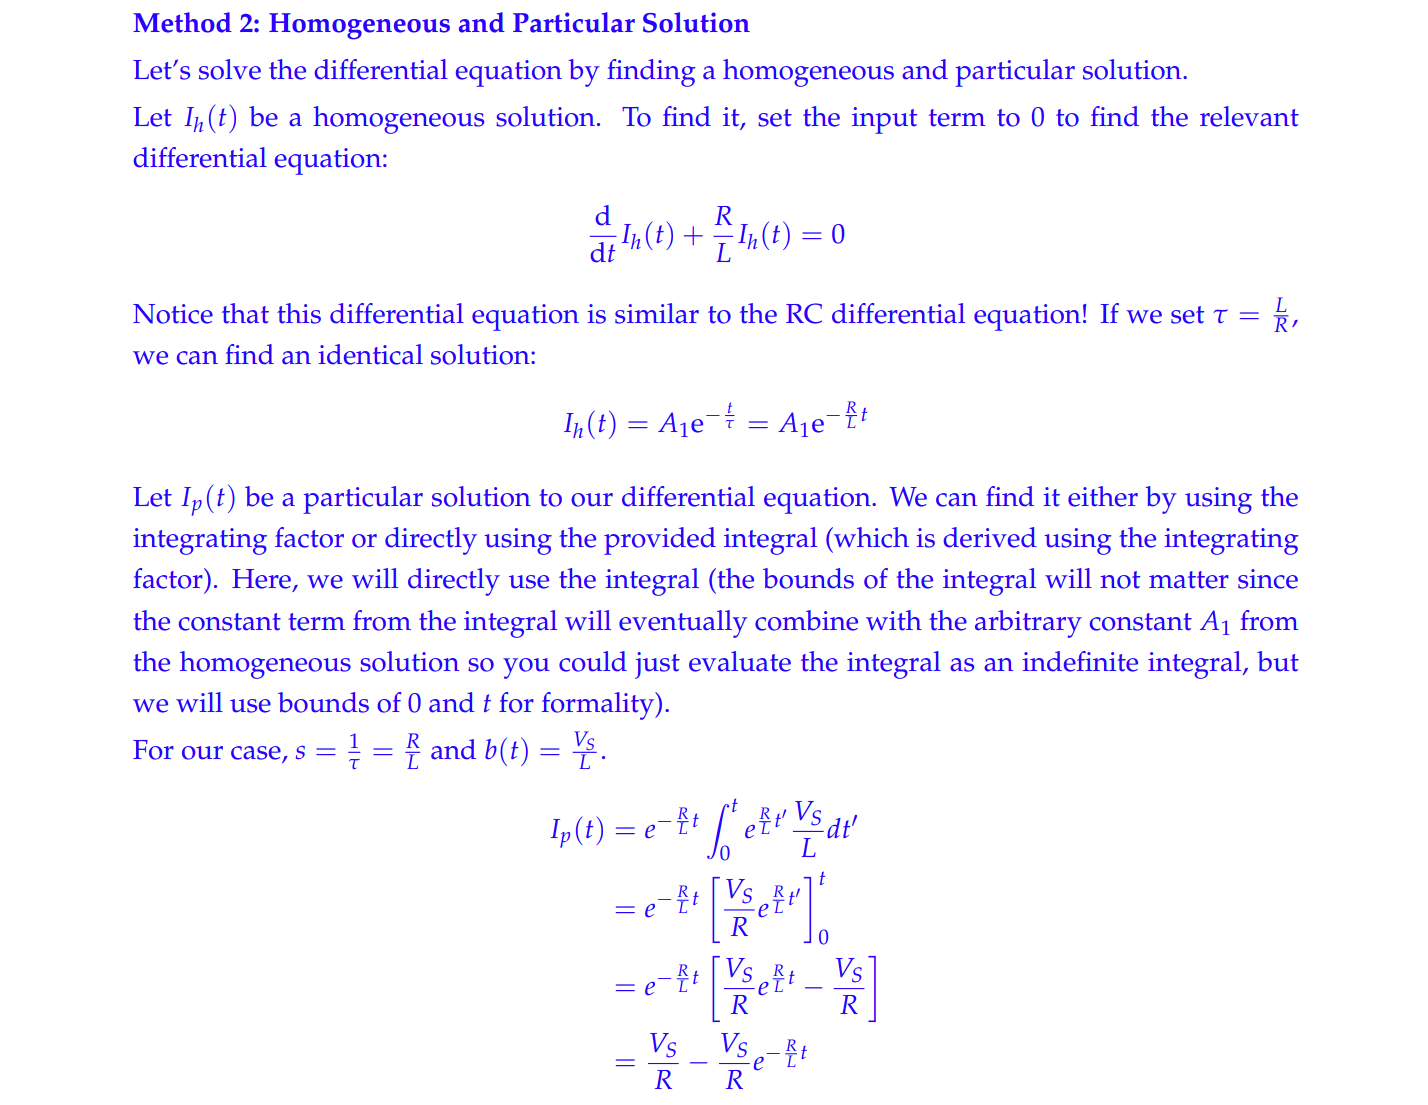 Method 2: Homogeneous and Particular Solution
Let's solve the differential equation by finding a homogeneous and particular solution.
Let $I_h(t)$ be a homogeneous solution. To find it, set the input term to 0 to find the relevant
differential equation:
$\frac{\mathrm{d}}{\mathrm{d}t} I_h(t) + \frac{R}{L} I_h(t) = 0$
Notice that this differential equation is similar to the RC differential equation! If we set $\tau = \frac{L}{R}$,
we can find an identical solution:
$I_h(t) = A_1 \mathrm{e}^{-\frac{t}{\tau}} = A_1 \mathrm{e}^{-\frac{R}{L}t}$
Let $I_p(t)$ be a particular solution to our differential equation. We can find it either by using the
integrating factor or directly using the provided integral (which is derived using the integrating
factor). Here, we will directly use the integral (the bounds of the integral will not matter since
the constant term from the integral will eventually combine with the arbitrary constant $A_1$ from
the homogeneous solution so you could just evaluate the integral as an indefinite integral, but
we will use bounds of 0 and $t$ for formality).
For our case, $s = \frac{1}{\tau} = \frac{R}{L}$ and $b(t) = \frac{V_S}{L}$.
$I_p(t) = e^{-\frac{R}{L}t} \int_0^t e^{\frac{R}{L}t'} \frac{V_S}{L} dt'$
$= e^{-\frac{R}{L}t} \left[ \frac{V_S}{R} e^{\frac{R}{L}t'} \right]_0^t$
$= e^{-\frac{R}{L}t} \left[ \frac{V_S}{R} e^{\frac{R}{L}t} - \frac{V_S}{R} \right]$
$= \frac{V_S}{R} - \frac{V_S}{R} e^{-\frac{R}{L}t}$